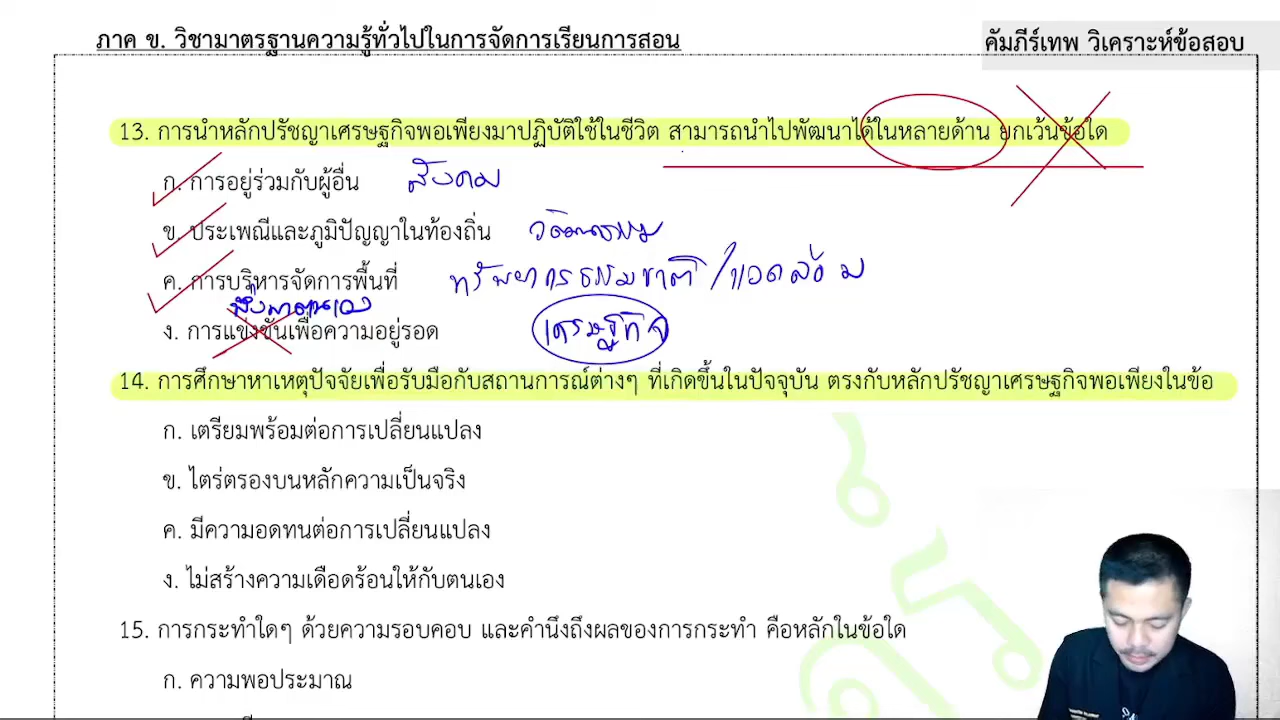 ภาค ข. วิชามาตรฐานความรู้ทั่วไปในการจัดการเรียนการสอน
คัมภีร์เทพ วิเคราะห์ข้อสอบ
13. การนำหลักปรัชญาเศรษฐกิจพอเพียงมาปฏิบัติใช้ในชีวิต สามารถนำไปพัฒนาได้ในหลายด้าน ยกเว้นข้อใด
ก. การอยู่ร่วมกับผู้อื่น สังคม
ข. ประเพณีและภูมิปัญญาในท้องถิ่น วัฒนธรรม
ค. การบริหารจัดการพื้นที่ ทรัพยากรธรรมชาติ/แวดล้อม
พึ่งพาตนเอง
ง. การแข่งขันเพื่อความอยู่รอด เศรษฐกิจ
14. การศึกษาหาเหตุปัจจัยเพื่อรับมือกับสถานการณ์ต่างๆ ที่เกิดขึ้นในปัจจุบัน ตรงกับหลักปรัชญาเศรษฐกิจพอเพียงในข้อ
ก. เตรียมพร้อมต่อการเปลี่ยนแปลง
ข. ไตร่ตรองบนหลักความเป็นจริง
ค. มีความอดทนต่อการเปลี่ยนแปลง
ง. ไม่สร้างความเดือดร้อนให้กับตนเอง
15. การกระทำใดๆ ด้วยความรอบคอบ และคำนึงถึงผลของการกระทำ คือหลักในข้อใด
ก. ความพอประมาณ